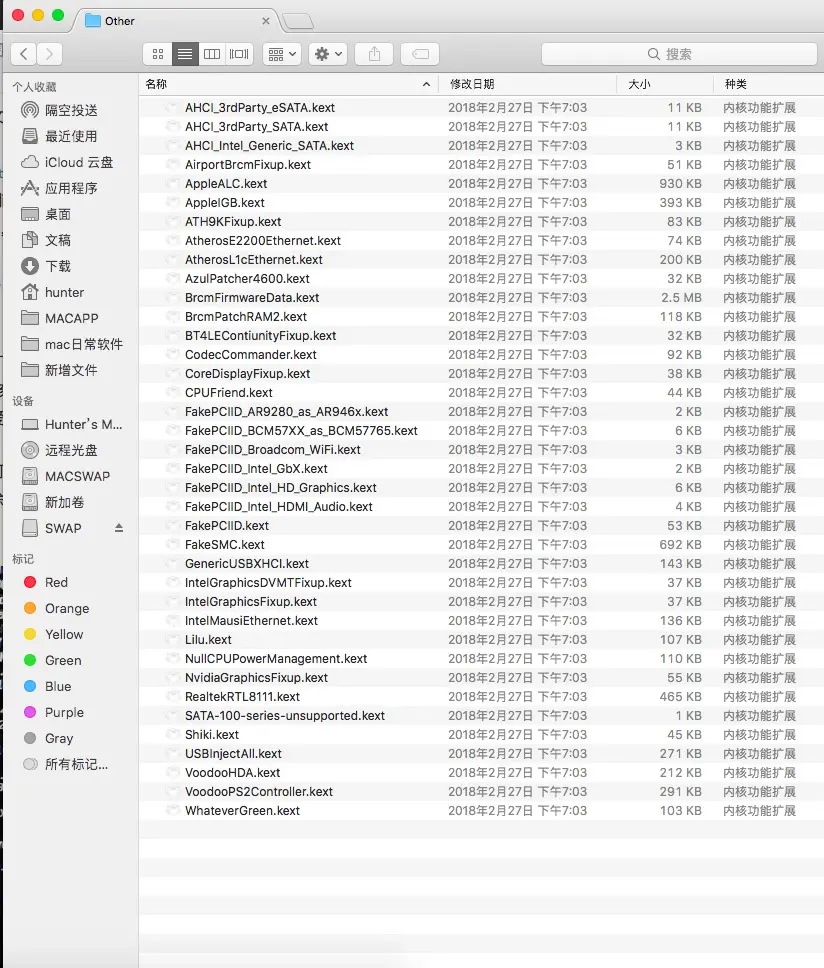 Other
搜索
名称 修改日期 大小 种类
个人收藏
隔空投送
最近使用
iCloud 云盘
应用程序
桌面
文稿
下载
hunter
MACAPP
mac日常软件
新增文件
设备
Hunter's M...
远程光盘
MACSWAP
新加卷
SWAP
标记
Red
Orange
Yellow
Green
Blue
Purple
Gray
所有标记...
AHCI_3rdParty_eSATA.kext 2018年2月27日 下午7:03 11 KB 内核功能扩展
AHCI_3rdParty_SATA.kext 2018年2月27日 下午7:03 11 KB 内核功能扩展
AHCI_Intel_Generic_SATA.kext 2018年2月27日 下午7:03 3 KB 内核功能扩展
AirportBrcmFixup.kext 2018年2月27日 下午7:03 51 KB 内核功能扩展
AppleALC.kext 2018年2月27日 下午7:03 930 KB 内核功能扩展
AppleIGB.kext 2018年2月27日 下午7:03 393 KB 内核功能扩展
ATH9KFixup.kext 2018年2月27日 下午7:03 83 KB 内核功能扩展
AtherosE2200Ethernet.kext 2018年2月27日 下午7:03 74 KB 内核功能扩展
AtherosL1cEthernet.kext 2018年2月27日 下午7:03 200 KB 内核功能扩展
AzulPatcher4600.kext 2018年2月27日 下午7:03 32 KB 内核功能扩展
BrcmFirmwareData.kext 2018年2月27日 下午7:03 2.5 MB 内核功能扩展
BrcmPatchRAM2.kext 2018年2月27日 下午7:03 118 KB 内核功能扩展
BT4LEContiunityFixup.kext 2018年2月27日 下午7:03 32 KB 内核功能扩展
CodecCommander.kext 2018年2月27日 下午7:03 92 KB 内核功能扩展
CoreDisplayFixup.kext 2018年2月27日 下午7:03 38 KB 内核功能扩展
CPUFriend.kext 2018年2月27日 下午7:03 44 KB 内核功能扩展
FakePCIID_AR9280_as_AR946x.kext 2018年2月27日 下午7:03 2 KB 内核功能扩展
FakePCIID_BCM57XX_as_BCM57765.kext 2018年2月27日 下午7:03 6 KB 内核功能扩展
FakePCIID_Broadcom_WiFi.kext 2018年2月27日 下午7:03 3 KB 内核功能扩展
FakePCIID_Intel_GbX.kext 2018年2月27日 下午7:03 2 KB 内核功能扩展
FakePCIID_Intel_HD_Graphics.kext 2018年2月27日 下午7:03 6 KB 内核功能扩展
FakePCIID_Intel_HDMI_Audio.kext 2018年2月27日 下午7:03 4 KB 内核功能扩展
FakePCIID.kext 2018年2月27日 下午7:03 53 KB 内核功能扩展
FakeSMC.kext 2018年2月27日 下午7:03 692 KB 内核功能扩展
GenericUSBXHCI.kext 2018年2月27日 下午7:03 143 KB 内核功能扩展
IntelGraphicsDVMTFixup.kext 2018年2月27日 下午7:03 37 KB 内核功能扩展
IntelGraphicsFixup.kext 2018年2月27日 下午7:03 37 KB 内核功能扩展
IntelMausiEthernet.kext 2018年2月27日 下午7:03 136 KB 内核功能扩展
Lilu.kext 2018年2月27日 下午7:03 107 KB 内核功能扩展
NullCPUPowerManagement.kext 2018年2月27日 下午7:03 110 KB 内核功能扩展
NvidiaGraphicsFixup.kext 2018年2月27日 下午7:03 55 KB 内核功能扩展
RealtekRTL8111.kext 2018年2月27日 下午7:03 465 KB 内核功能扩展
SATA-100-series-unsupported.kext 2018年2月27日 下午7:03 1 KB 内核功能扩展
Shiki.kext 2018年2月27日 下午7:03 45 KB 内核功能扩展
USBInjectAll.kext 2018年2月27日 下午7:03 271 KB 内核功能扩展
VoodooHDA.kext 2018年2月27日 下午7:03 212 KB 内核功能扩展
VoodooPS2Controller.kext 2018年2月27日 下午7:03 291 KB 内核功能扩展
WhateverGreen.kext 2018年2月27日 下午7:03 103 KB 内核功能扩展